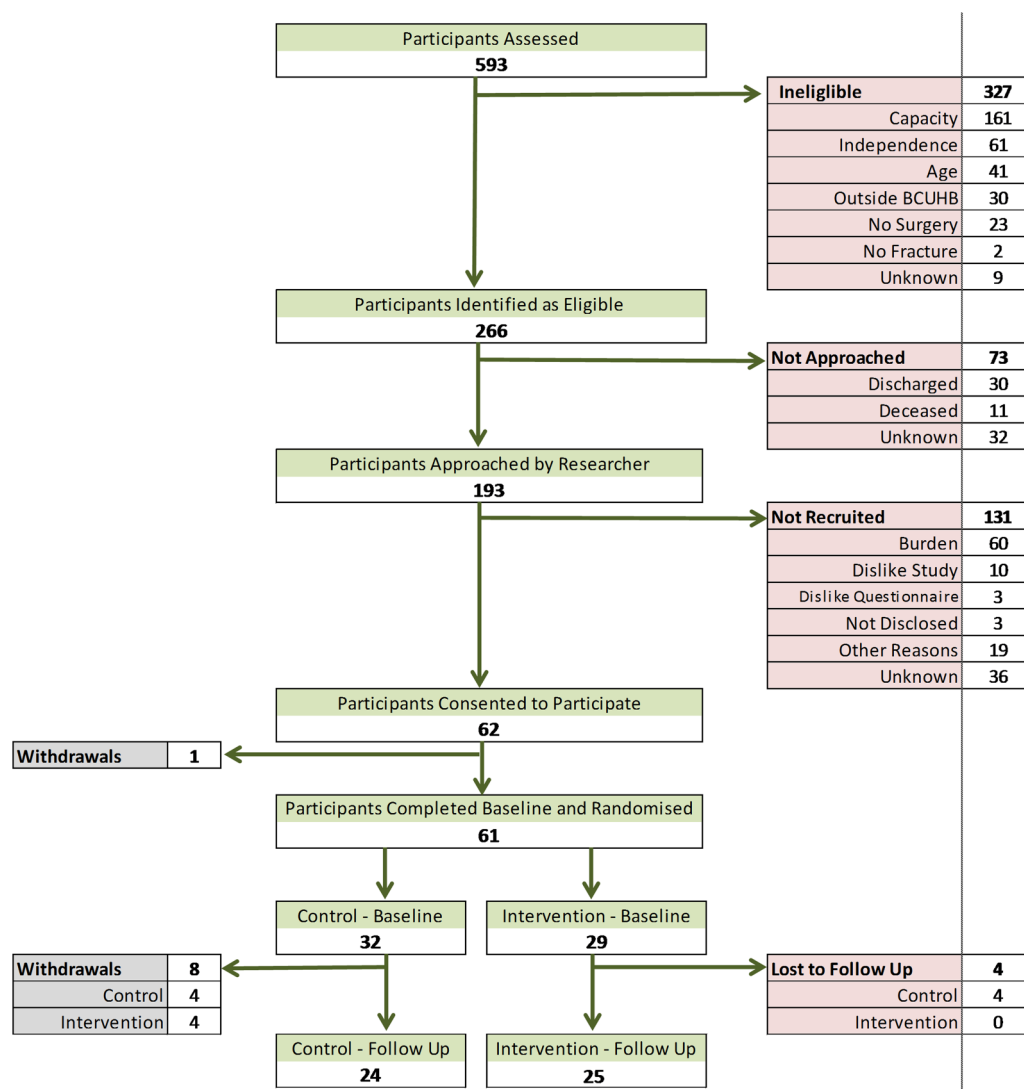 Participants Assessed
593
Ineliglible 327
Capacity 161
Independence 61
Age 41
Outside BCUHB 30
No Surgery 23
No Fracture 2
Unknown 9
Participants Identified as Eligible
266
Not Approached 73
Discharged 30
Deceased 11
Unknown 32
Participants Approached by Researcher
193
Not Recruited 131
Burden 60
Dislike Study 10
Dislike Questionnaire 3
Not Disclosed 3
Other Reasons 19
Unknown 36
Participants Consented to Participate
62
Withdrawals 1
Participants Completed Baseline and Randomised
61
Control - Baseline
32
Intervention - Baseline
29
Withdrawals 8
Control 4
Intervention 4
Lost to Follow Up 4
Control 4
Intervention 0
Control - Follow Up
24
Intervention - Follow Up
25